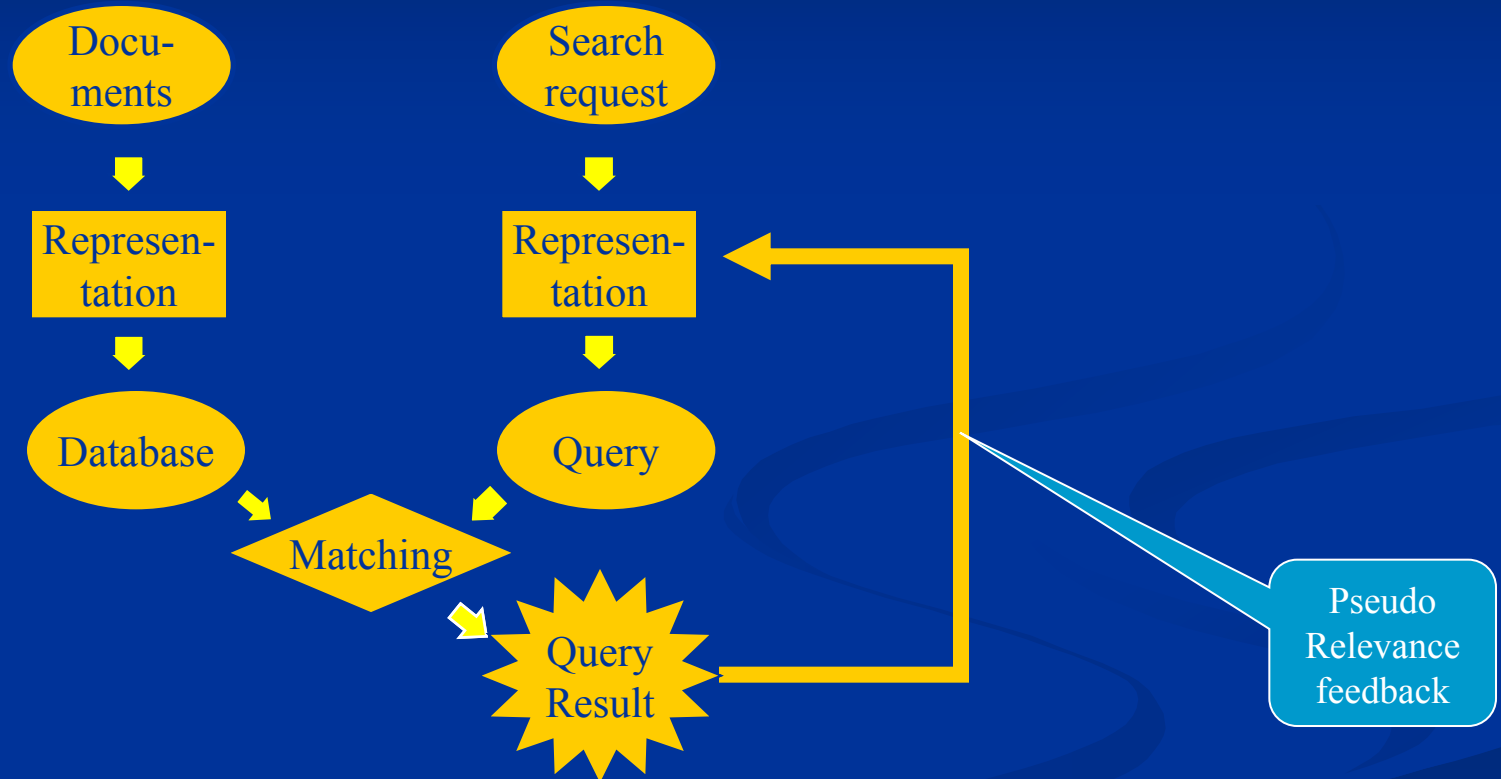 Docu-
ments
Search
request
Represen-
tation
Represen-
tation
Database
Query
Matching
Query
Result
Pseudo
Relevance
feedback